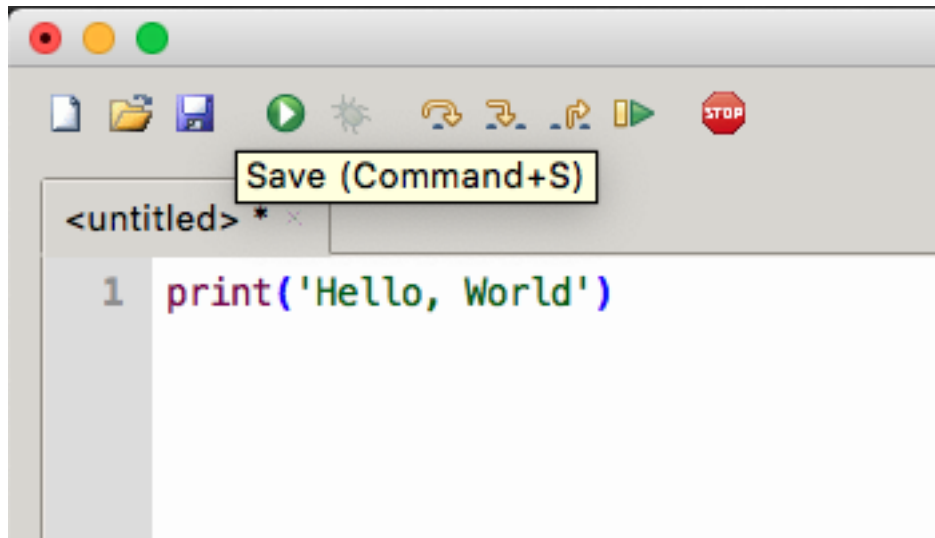 STOP
Save (Command+S)
<untitled> * ×
1 print('Hello, World')